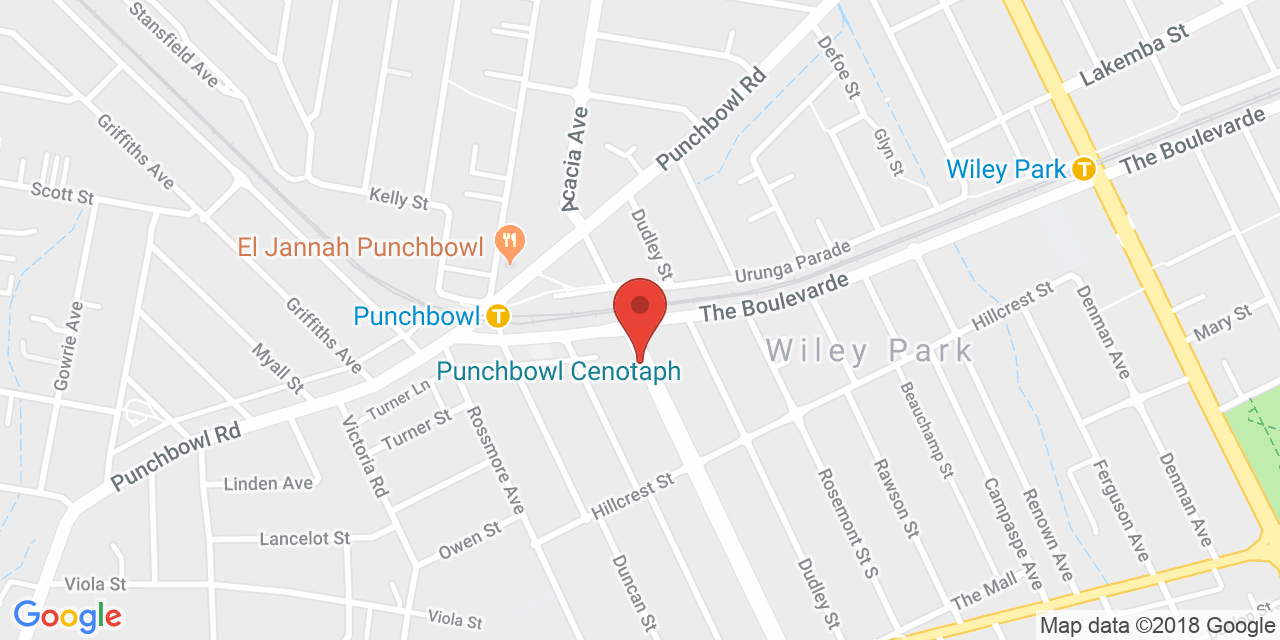 Stansfield Ave
Defoe St
Lakemba St
Griffiths Ave
Acacia Ave
Punchbowl Rd
Glyn St
The Boulevarde
Wiley Park
T
Scott St
Kelly St
Dudley St
El Jannah Punchbowl
Urunga Parade
The Boulevarde
Punchbowl
T
Hillcrest St
Denman Ave
Mary St
Gowrie Ave
Griffiths Ave
Myall St
Wiley Park
Punchbowl Cenotaph
Turner Ln
Turner St
Beauchamp St
Punchbowl Rd
Victoria Rd
Rossmore Ave
Linden Ave
Hillcrest St
Rosemont St S
Rawson St
Campaspe Ave
Renown Ave
Ferguson Ave
Denman Ave
Lancelot St
Owen St
Duncan St
Dudley St
The Mall
Viola St
Viola St
Google
Map data ©2018 Google